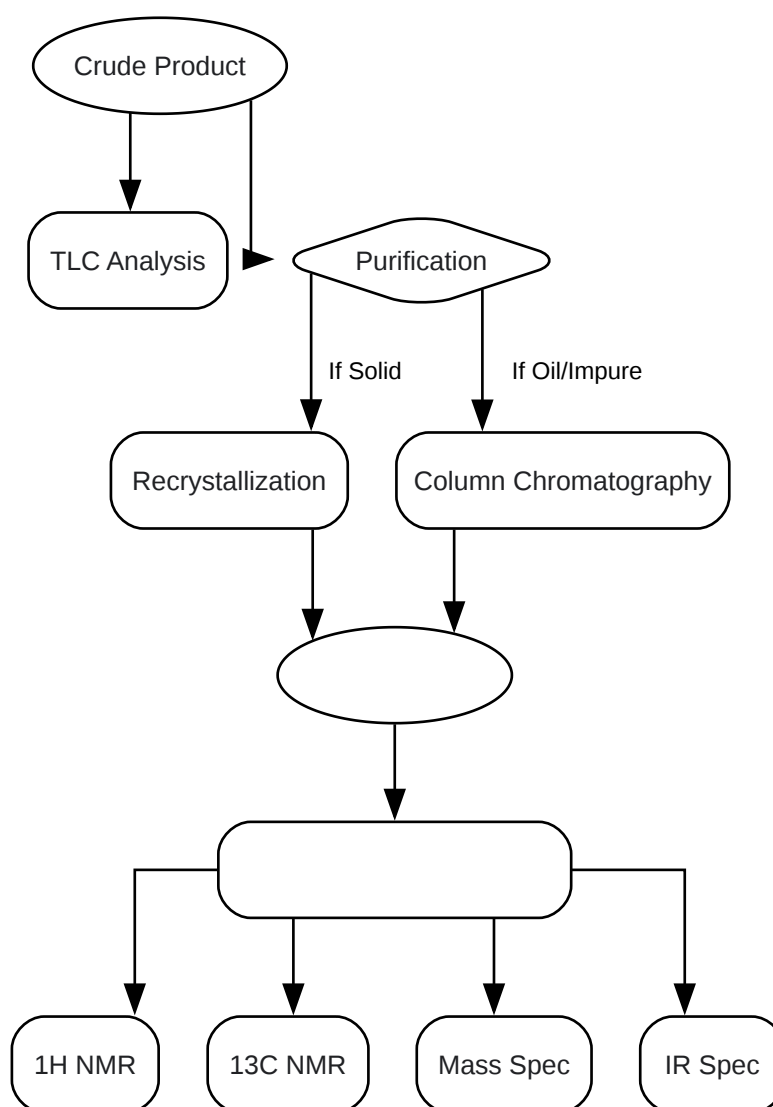 Crude Product
TLC Analysis
Purification
If Solid
If Oil/Impure
Recrystallization
Column Chromatography
1H NMR
13C NMR
Mass Spec
IR Spec